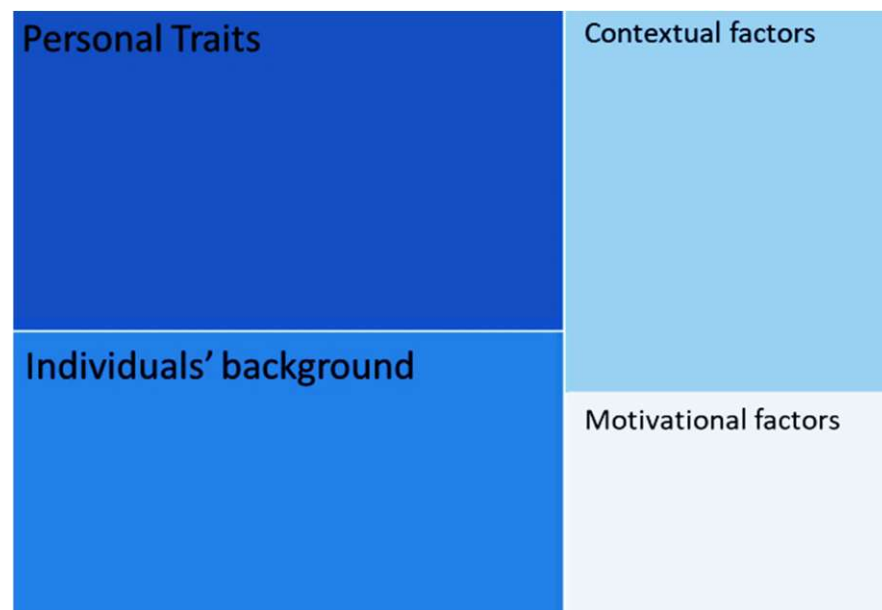 Personal Traits
Contextual factors
Individuals’ background
Motivational factors